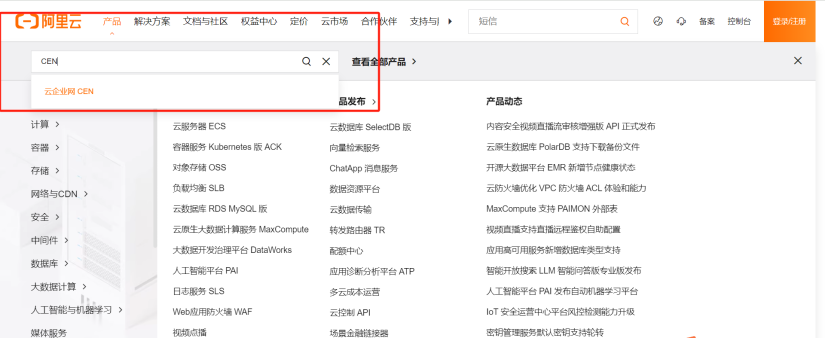 阿里云 产品 解决方案 文档与社区 权益中心 定价 云市场 合作伙伴 支持与服 短信 备案 控制台 登录/注册
CEN 查看全部产品
云企业网 CEN
品发布 产品动态
计算 云服务器 ECS 云数据库 SelectDB 版 内容安全视频直播流审核增强版 API 正式发布
容器 容器服务 Kubernetes 版 ACK 向量检索服务 云原生数据库 PolarDB 支持下载备份文件
存储 对象存储 OSS ChatApp 消息服务 开源大数据平台 EMR 新增节点健康状态
网络与CDN 负载均衡 SLB 数据资源平台 云防火墙优化 VPC 防火墙 ACL 体验和能力
安全 云数据库 RDS MySQL 版 云数据传输 MaxCompute 支持 PAIMON 外部表
中间件 云原生大数据计算服务 MaxCompute 转发路由器 TR 视频直播支持直播远程鉴权自助配置
数据库 大数据开发治理平台 DataWorks 配额中心 应用高可用服务新增数据库类型支持
大数据计算 人工智能平台 PAI 应用诊断分析平台 ATP 智能开放搜索 LLM 智能问答版专业版发布
人工智能与机器学习 日志服务 SLS 多云成本运营 人工智能平台 PAI 发布自动机器学习平台
媒体服务 Web应用防火墙 WAF 云控制 API IoT 安全运营中心平台风控检测能力升级
视频点播 场景金融链接器 密钥管理服务默认密钥支持轮转